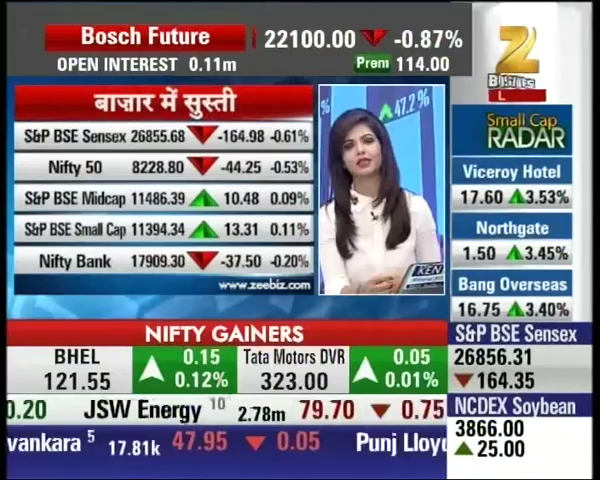 Bosch Future 22100.00 -0.87%
OPEN INTEREST 0.11m Prem 114.00
बाज़ार में सुस्ती
S&P BSE Sensex 26855.68 -164.98 -0.61%
Nifty 50 8228.80 -44.25 -0.53%
S&P BSE Midcap 11486.39 10.48 0.09%
S&P BSE Small Cap 11394.34 13.31 0.11%
Nifty Bank 17909.30 -37.50 -0.20%
www.zeebiz.com
47.2%
%
KEN
Z
Small Cap
RADAR
Viceroy Hotel
17.60 3.53%
Northgate
1.50 3.45%
Bang Overseas
16.75 3.40%
NIFTY GAINERS
BHEL 0.15
121.55 0.12%
Tata Motors DVR 0.05
323.00 0.01%
S&P BSE Sensex
26856.31
164.35
NCDEX Soybean
3866.00
25.00
0.20 JSW Energy 10 2.78m 79.70 0.75
vankara 5 17.81k 47.95 0.05 Punj Lloy